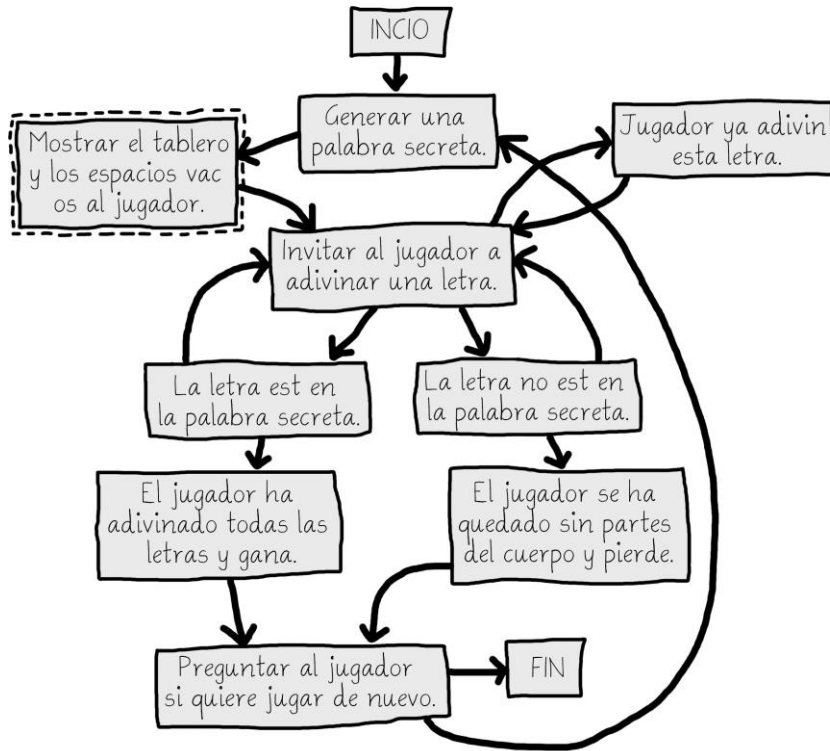 INCIO
Generar una
palabra secreta.
Jugador ya adivin
esta letra.
Mostrar el tablero
y los espacios vac
os al jugador.
Invitar al jugador a
adivinar una letra.
La letra est en
la palabra secreta.
La letra no est en
la palabra secreta.
El jugador ha
adivinado todas las
letras y gana.
El jugador se ha
quedado sin partes
del cuerpo y pierde.
Preguntar al jugador
si quiere jugar de nuevo.
FIN